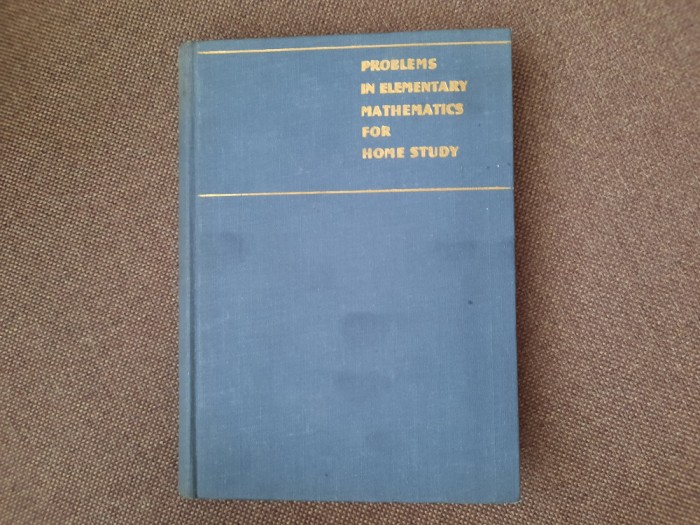 PROBLEMS
IN ELEMENTARY
MATHEMATICS
FOR
HOME STUDY